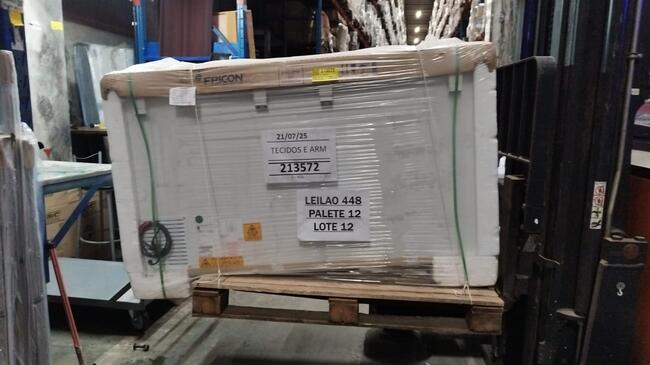 EPICON
21/07/25
TECIDOS E ARM
213572
LEILAO 448
PALETE 12
LOTE 12